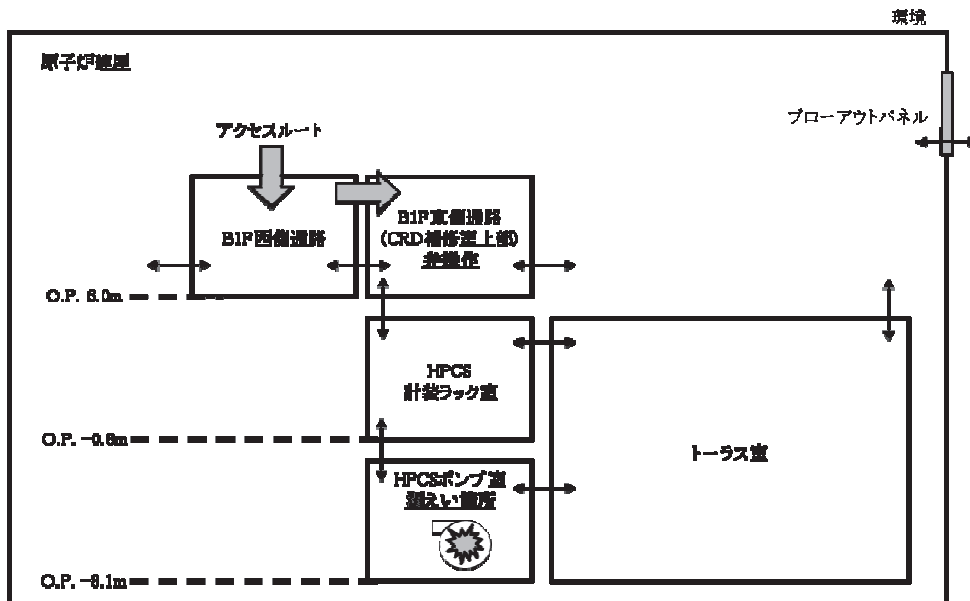 環境
原子炉建屋
ブローアウトパネル
アクセスルート
B1F西側通路
B1F東側通路
(CRD補修室上部)
弁操作
O.P. 6.0m
HPCS
計装ラック室
O.P. -0.8m
トーラス室
HPCSポンプ室
漏えい箇所
O.P. -8.1m